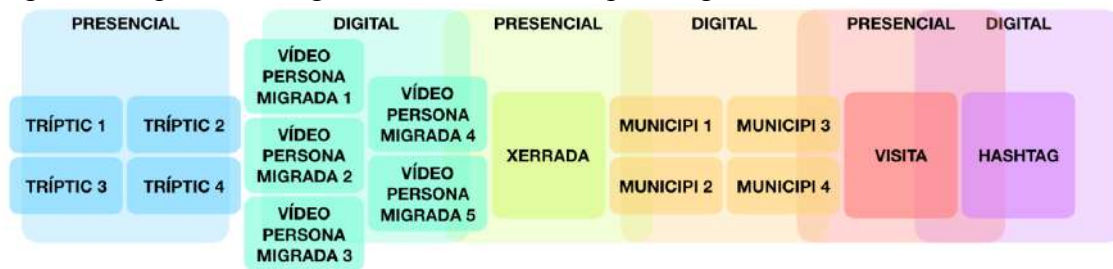 PRESENCIAL
TRÍPTIC 1
TRÍPTIC 2
TRÍPTIC 3
TRÍPTIC 4
DIGITAL
VÍDEO
PERSONA
MIGRADA 1
VÍDEO
PERSONA
MIGRADA 2
VÍDEO
PERSONA
MIGRADA 3
VÍDEO
PERSONA
MIGRADA 4
VÍDEO
PERSONA
MIGRADA 5
PRESENCIAL
XERRADA
DIGITAL
MUNICIPI 1
MUNICIPI 3
MUNICIPI 2
MUNICIPI 4
PRESENCIAL
VISITA
DIGITAL
HASHTAG